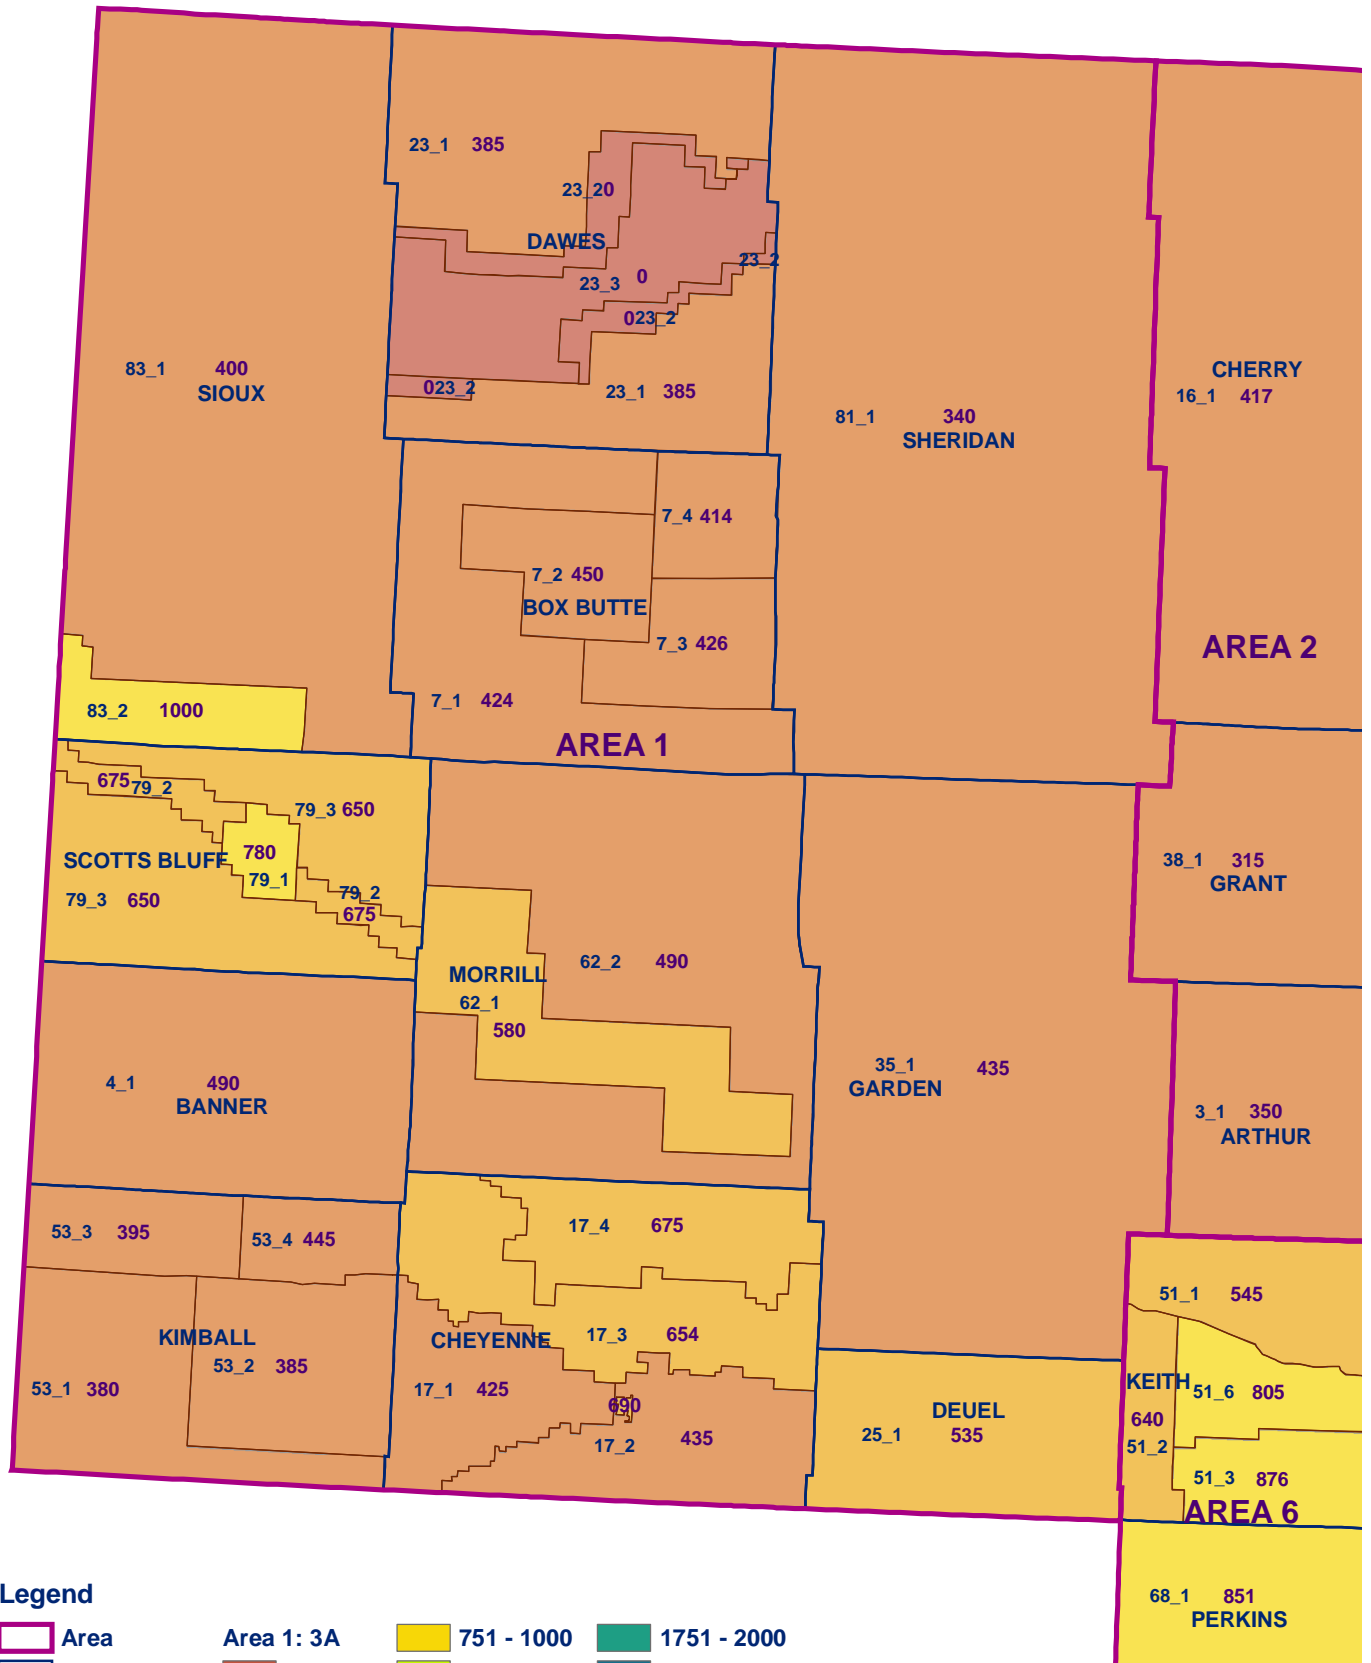 23_1 385
23_20
DAWES
23_2
23_3 0
023_2
83_1 400
SIOUX
CHERRY
023_2
23_1 385
16_1 417
81_1 340
SHERIDAN
7_4 414
7_2 450
BOX BUTTE
7_3 426
AREA 2
7_1 424
83_2 1000
AREA 1
675 79_2
79_3 650
780
SCOTTS BLUFF
38_1 315
GRANT
79_1
79_2
79_3 650
675
62_2 490
MORRILL
62_1
580
35_1 435
GARDEN
4_1 490
BANNER
3_1 350
ARTHUR
53_3 395
53_4 445
17_4 675
51_1 545
KIMBALL
CHEYENNE
17_3 654
53_2 385
53_1 380
17_1 425
KEITH
51_6 805
690
DEUEL
640
17_2 435
25_1 535
51_2
51_3 876
AREA 6
68_1 851
PERKINS
Legend
Area
Area 1: 3A
751 - 1000
1751 - 2000